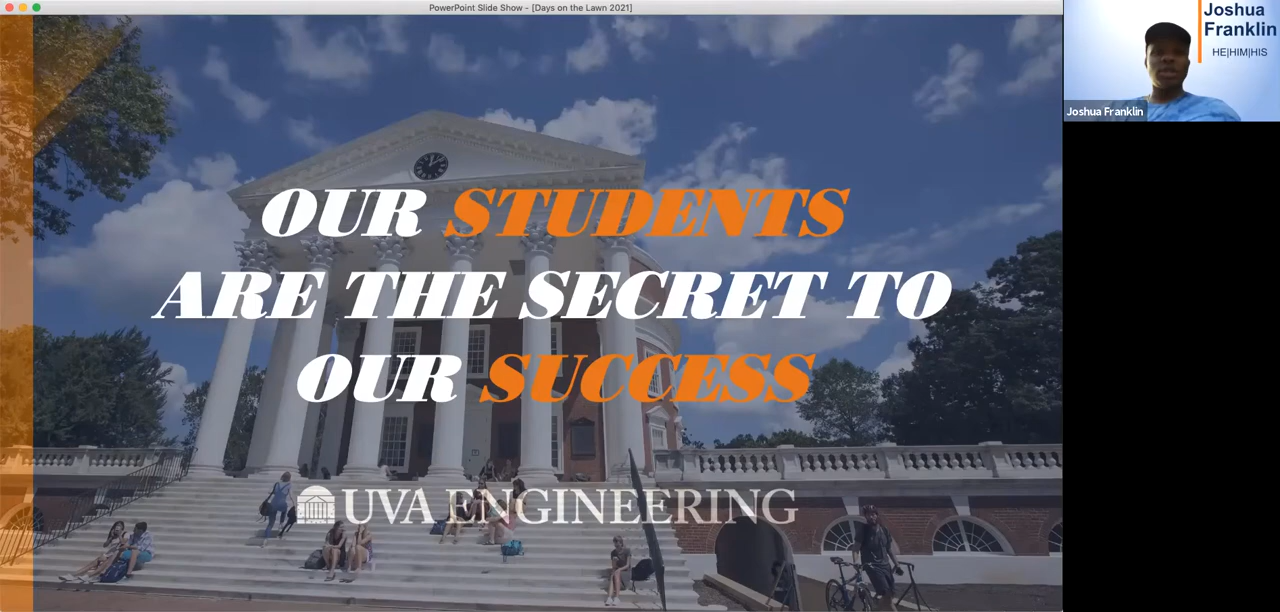 PowerPoint Slide Show - [Days on the Lawn 2021]
OUR STUDENTS
ARE THE SECRET TO
OUR SUCCESS
UVA ENGINEERING
Joshua
Franklin
HE|HIM|HIS
Joshua Franklin